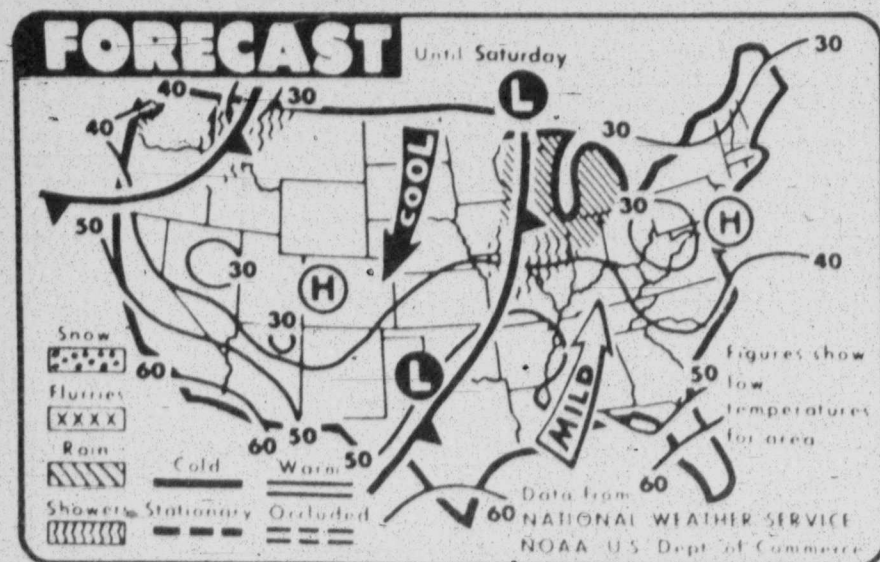 FORECAST
Until Saturday
L
30
40
30
40
30
COOL
30
H
50
30
40
H
30
Snow
L
60
Figures show
50
Flurries
low
MILD
temperatures
60
50
for area
Rain
Cold
Warm
50
60
Data from
60
Showers
Stationary
Occluded
NATIONAL WEATHER SERVICE
NOAA U.S. Dept of Commerce